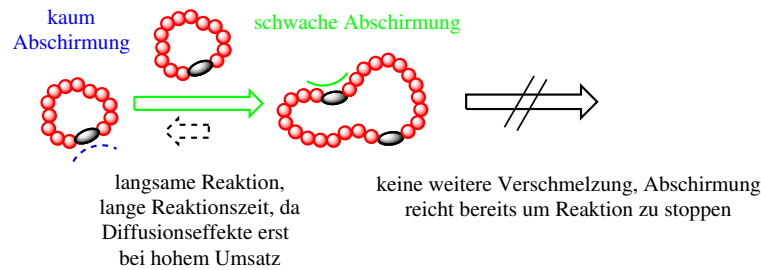 kaum
Abschirmung
schwache Abschirmung
langsame Reaktion,
lange Reaktionszeit, da
Diffusionseffekte erst
bei hohem Umsatz
keine weitere Verschmelzung, Abschirmung
reicht bereits um Reaktion zu stoppen